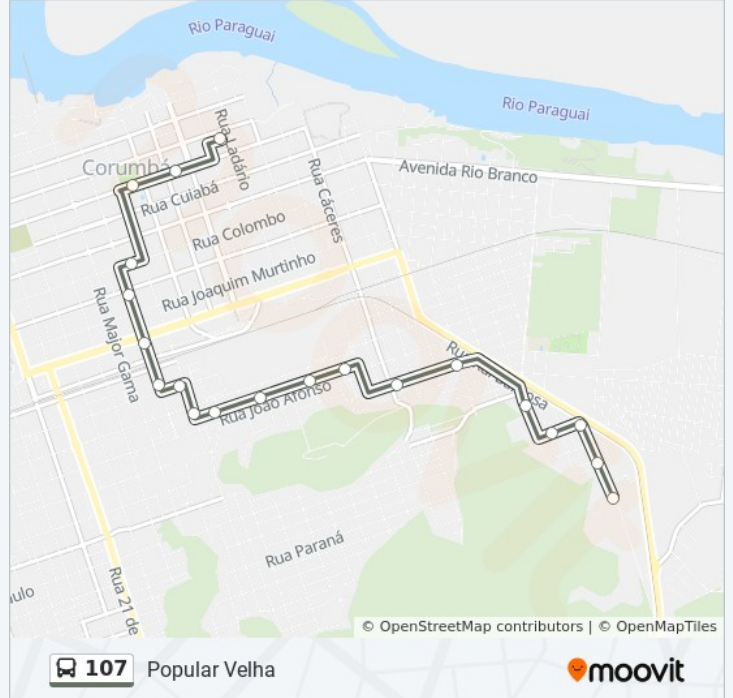 Rio Paraguai
Rio Paraguai
Rua Ladário
Corumbá
Avenida Rio Branco
Rua Cáceres
Rua Cuiabá
Rua Colombo
Rua Joaquim Murtinho
Rua Major Gama
Rua João Afonso
Rua Paraná
ulo
Rua 21 de
© OpenStreetMap contributors | © OpenMapTiles
107 Popular Velha
moovit